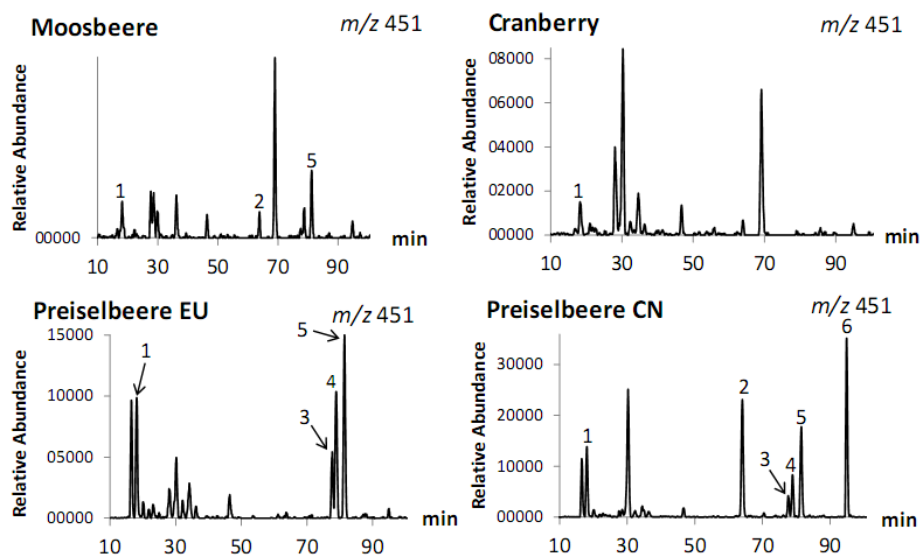 Moosbeere
m/z 451
Relative Abundance
00000
1
2
5
min
10 30 50 70 90
Cranberry
m/z 451
Relative Abundance
08000
06000
04000
02000
00000
1
min
10 30 50 70 90
Preiselbeere EU
m/z 451
Relative Abundance
15000
10000
05000
00000
1
5
4
3
min
10 30 50 70 90
Preiselbeere CN
m/z 451
Relative Abundance
30000
20000
10000
00000
1
2
3
4
5
6
min
10 30 50 70 90